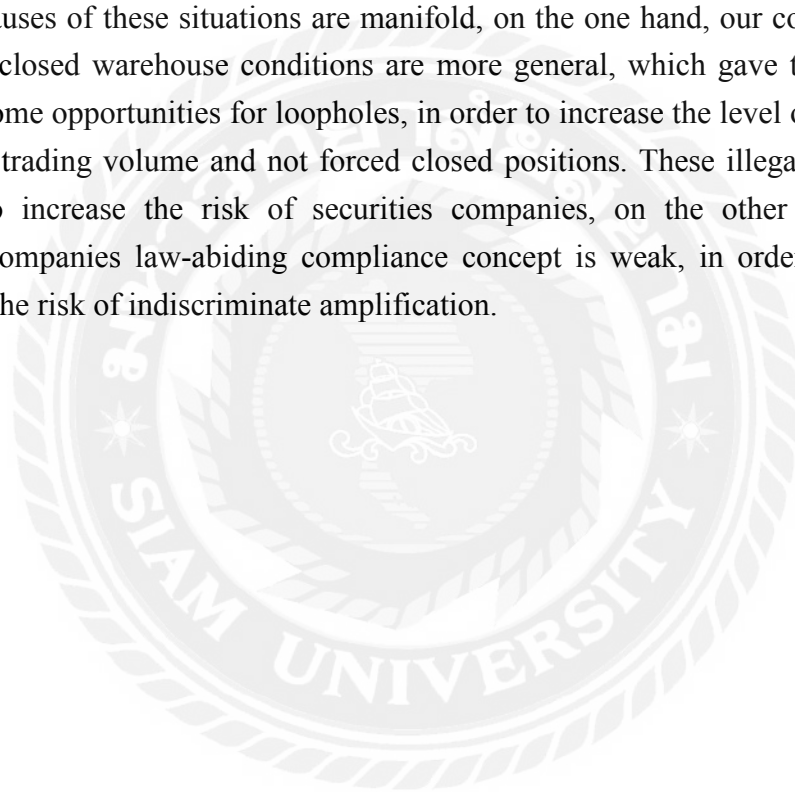 auses of these situations are manifold, on the one hand, our co
closed warehouse conditions are more general, which gave t
ome opportunities for loopholes, in order to increase the level o
trading volume and not forced closed positions. These illega
o increase the risk of securities companies, on the other
ompanies law-abiding compliance concept is weak, in order
he risk of indiscriminate amplification.
SIAM UNIVERSITY